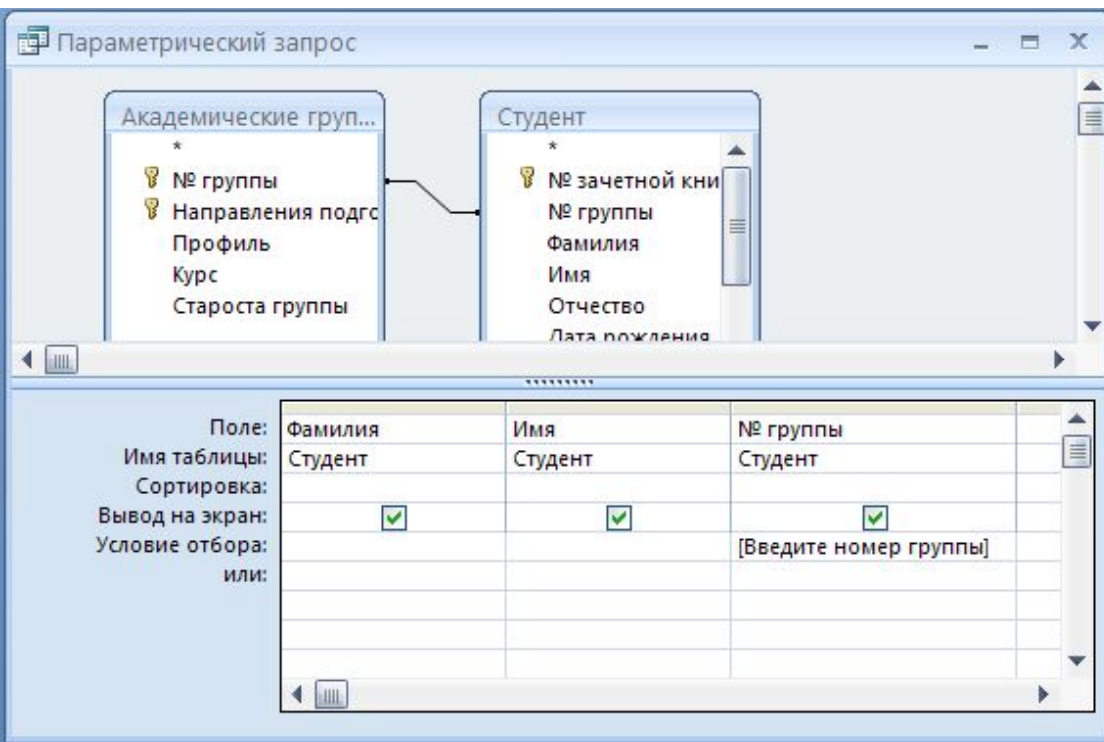 Параметрический запрос
Академические груп...
*
№ группы
Направления подго
Профиль
Курс
Староста группы
Студент
*
№ зачетной кни
№ группы
Фамилия
Имя
Отчество
Дата рождения
Поле: Фамилия Имя № группы
Имя таблицы: Студент Студент Студент
Сортировка:
Вывод на экран:
Условие отбора: [Введите номер группы]
или: